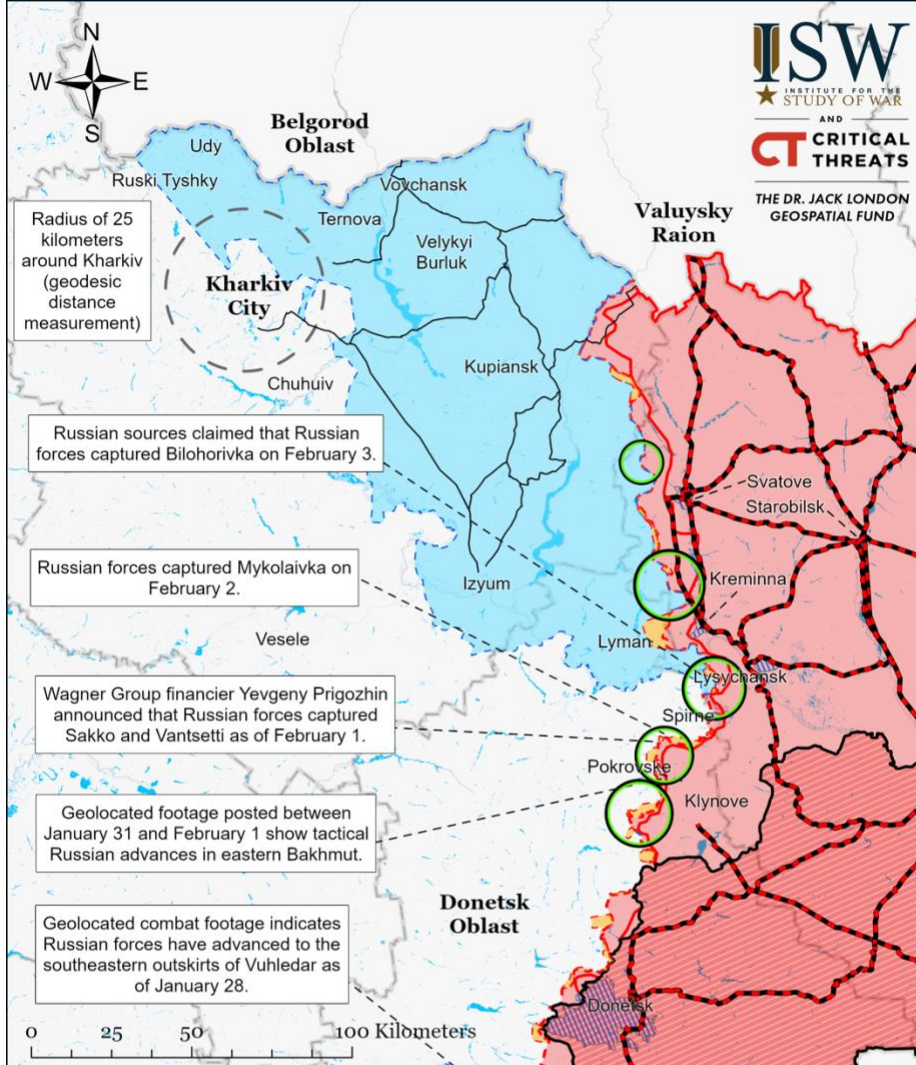 N
W E
S
ISW
INSTITUTE FOR THE
STUDY OF WAR
AND
CT CRITICAL
THREATS
THE DR. JACK LONDON
GEOSPATIAL FUND
Belgorod
Oblast
Udy
Ruski Tyshky
Vovchansk
Ternova
Valuysky
Raion
Velykyi
Burluk
Radius of 25
kilometers
around Kharkiv
(geodesic
distance
measurement)
Kharkiv
City
Kupiansk
Chuhuiv
Russian sources claimed that Russian
forces captured Bilohorivka on February 3.
Svatove
Starobilsk
Russian forces captured Mykolaivka on
February 2.
Izyum
Kreminna
Vesele
Lyman
Lysychansk
Wagner Group financier Yevgeny Prigozhin
announced that Russian forces captured
Sakko and Vantsetti as of February 1.
Spirne
Pokrovske
Klynove
Geolocated footage posted between
January 31 and February 1 show tactical
Russian advances in eastern Bakhmut.
Donetsk
Oblast
Geolocated combat footage indicates
Russian forces have advanced to the
southeastern outskirts of Vuhledar as
of January 28.
Donetsk
0 25 50 100 Kilometers